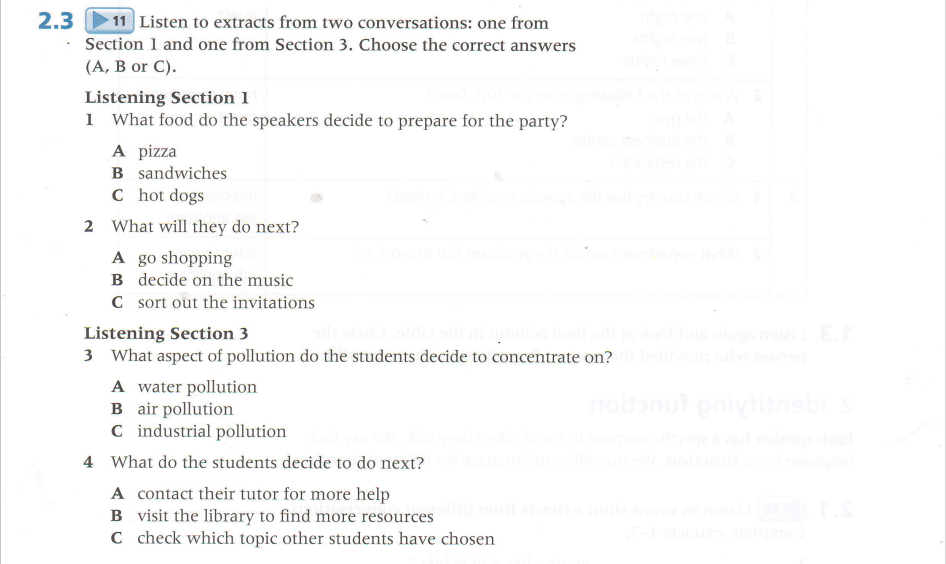 2.3 ▶ 11 Listen to extracts from two conversations: one from
Section 1 and one from Section 3. Choose the correct answers
(A, B or C).
Listening Section 1
1 What food do the speakers decide to prepare for the party?
A pizza
B sandwiches
C hot dogs
2 What will they do next?
A go shopping
B decide on the music
C sort out the invitations
Listening Section 3
3 What aspect of pollution do the students decide to concentrate on?
A water pollution
B air pollution
C industrial pollution
4 What do the students decide to do next?
A contact their tutor for more help
B visit the library to find more resources
C check which topic other students have chosen